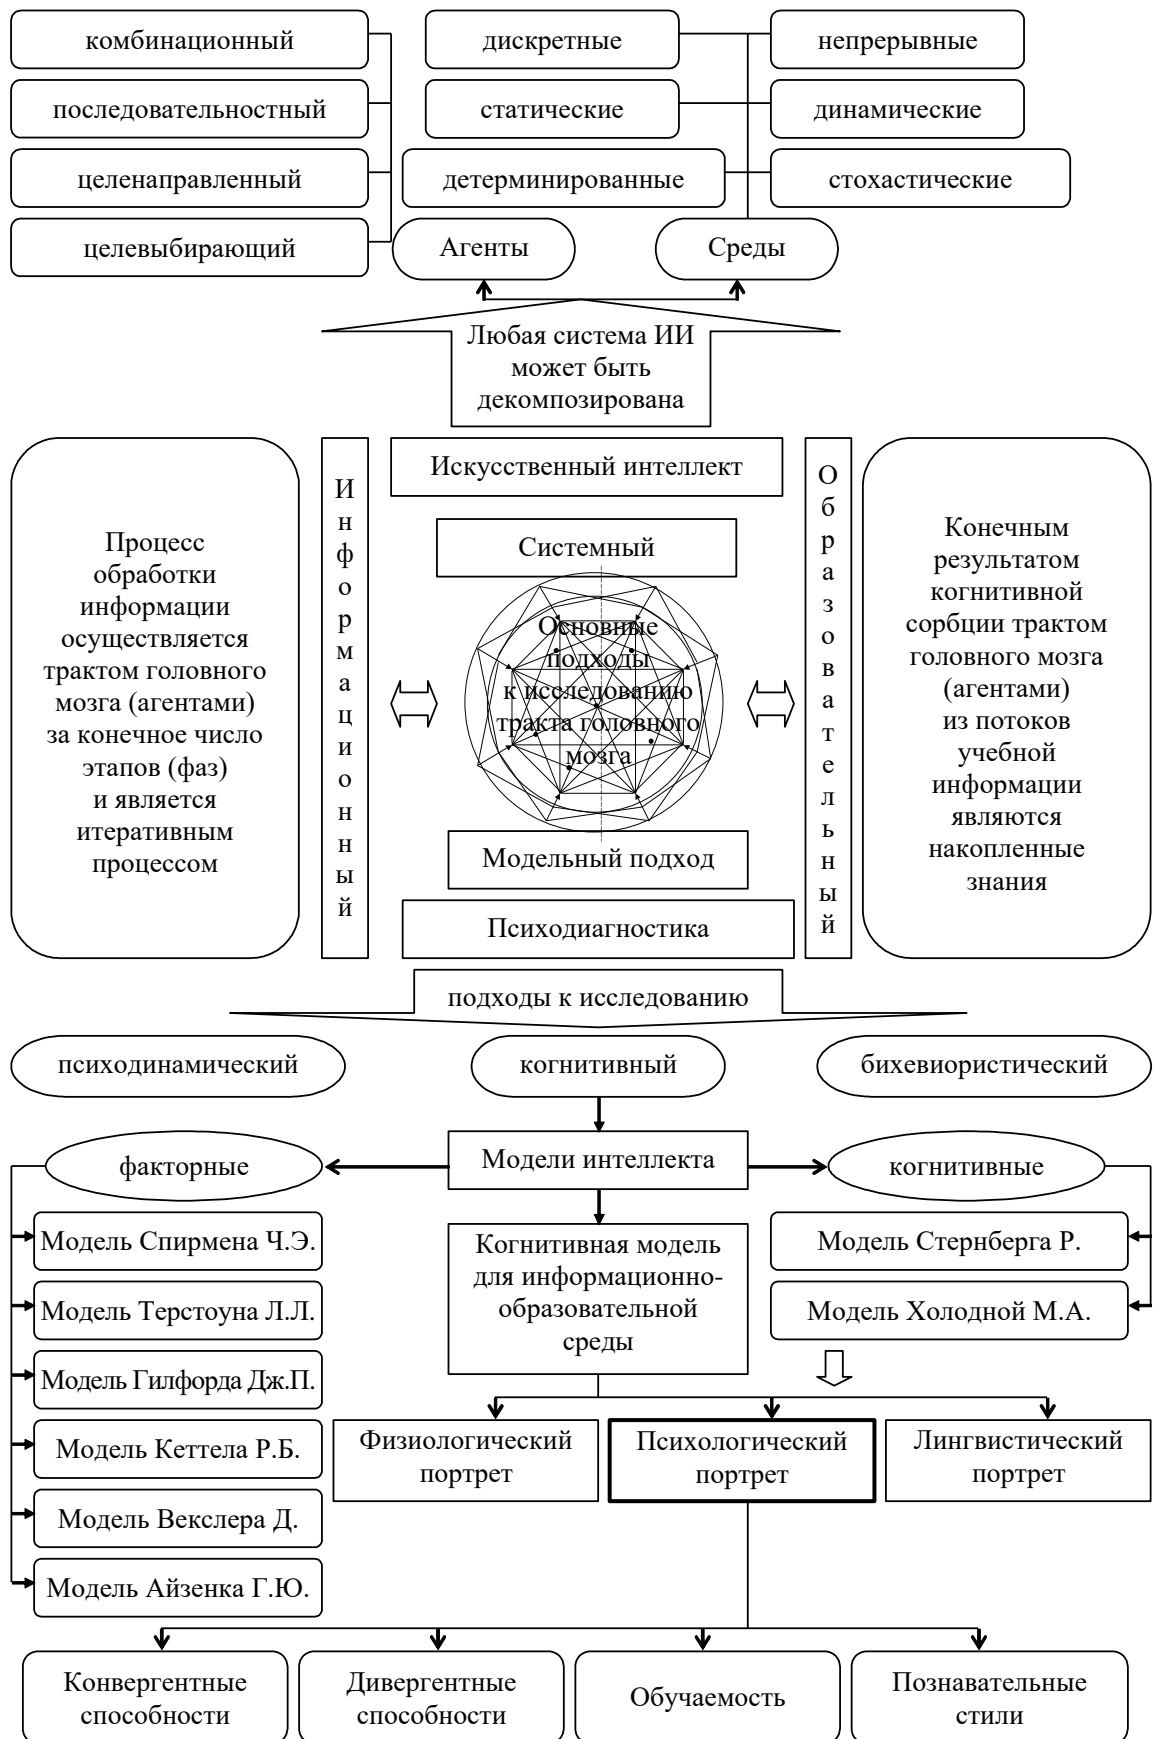 комбинационный
дискретные
непрерывные
последовательностный
статические
динамические
целенаправленный
детерминированные
стохастические
целевыбирающий
Агенты
Среды
Любая система ИИ
может быть
декомпозирована
Процесс
обработки
информации
осуществляется
трактом головного
мозга (агентами)
за конечное число
этапов (фаз)
и является
итеративным
процессом
Информационный
Искусственный интеллект
Системный
Основные
подходы
к исследованию
тракта головного
мозга
Модельный подход
Психодиагностика
Образовательный
Конечным
результатом
когнитивной
сорбции трактом
головного мозга
(агентами)
из потоков
учебной
информации
являются
накопленные
знания
подходы к исследованию
психодинамический
когнитивный
бихевиористический
факторные
Модели интеллекта
когнитивные
Модель Спирмена Ч.Э.
Модель Терстоуна Л.Л.
Модель Гилфорда Дж.П.
Модель Кеттела Р.Б.
Модель Векслера Д.
Модель Айзенка Г.Ю.
Когнитивная модель
для информационно-
образовательной
среды
Модель Стернберга Р.
Модель Холодной М.А.
Физиологический
портрет
Психологический
портрет
Лингвистический
портрет
Конвергентные
способности
Дивергентные
способности
Обучаемость
Познавательные
стили